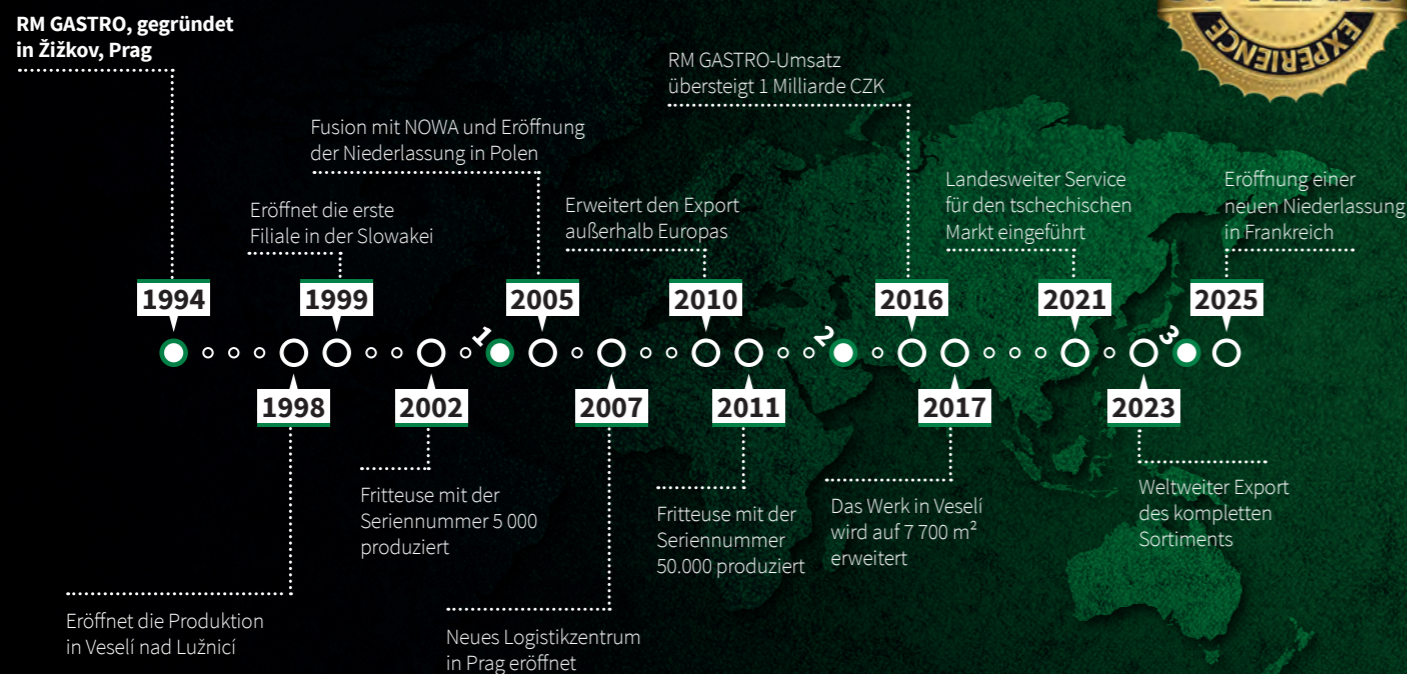 RM GASTRO, gegründet
in Žižkov, Prag
EXPERIENCE
RM GASTRO-Umsatz
übersteigt 1 Milliarde CZK
Fusion mit NOWA und Eröffnung
der Niederlassung in Polen
Landesweiter Service
für den tschechischen
Markt eingeführt
Eröffnung einer
neuen Niederlassung
in Frankreich
Eröffnet die erste
Filiale in der Slowakei
Erweitert den Export
außerhalb Europas
1994
1999
2005
2010
2016
2021
2025
1
2
3
1998
2002
2007
2011
2017
2023
Fritteuse mit der
Seriennummer 5 000
produziert
Fritteuse mit der
Seriennummer
50.000 produziert
Das Werk in Veselí
wird auf 7 700 m²
erweitert
Weltweiter Export
des kompletten
Sortiments
Eröffnet die Produktion
in Veselí nad Lužnicí
Neues Logistikzentrum
in Prag eröffnet